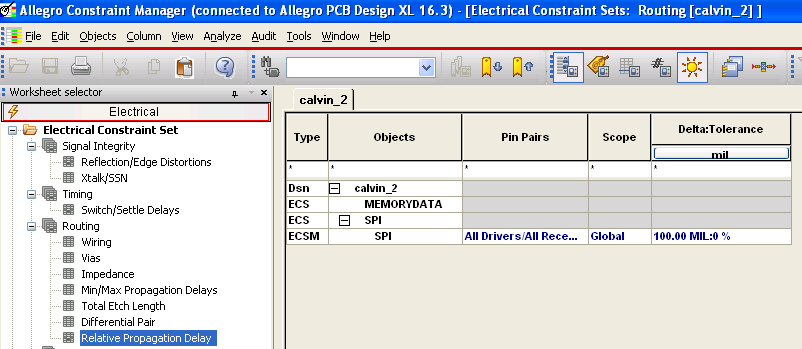 Allegro Constraint Manager (connected to Allegro PCB Design XL 16.3) - [Electrical Constraint Sets: Routing [calvin_2] ]
File Edit Objects Column View Analyze Audit Tools Window Help
Worksheet selector
Electrical
Electrical Constraint Set
Signal Integrity
Reflection/Edge Distortions
Xtalk/SSN
Timing
Switch/Settle Delays
Routing
Wiring
Vias
Impedance
Min/Max Propagation Delays
Total Etch Length
Differential Pair
Relative Propagation Delay
calvin_2
Type Objects Pin Pairs Scope Delta:Tolerance
mil
* * * * *
Dsn calvin_2
ECS MEMORYDATA
ECS SPI
ECSM SPI All Drivers/All Rece... Global 100.00 MIL:0 %